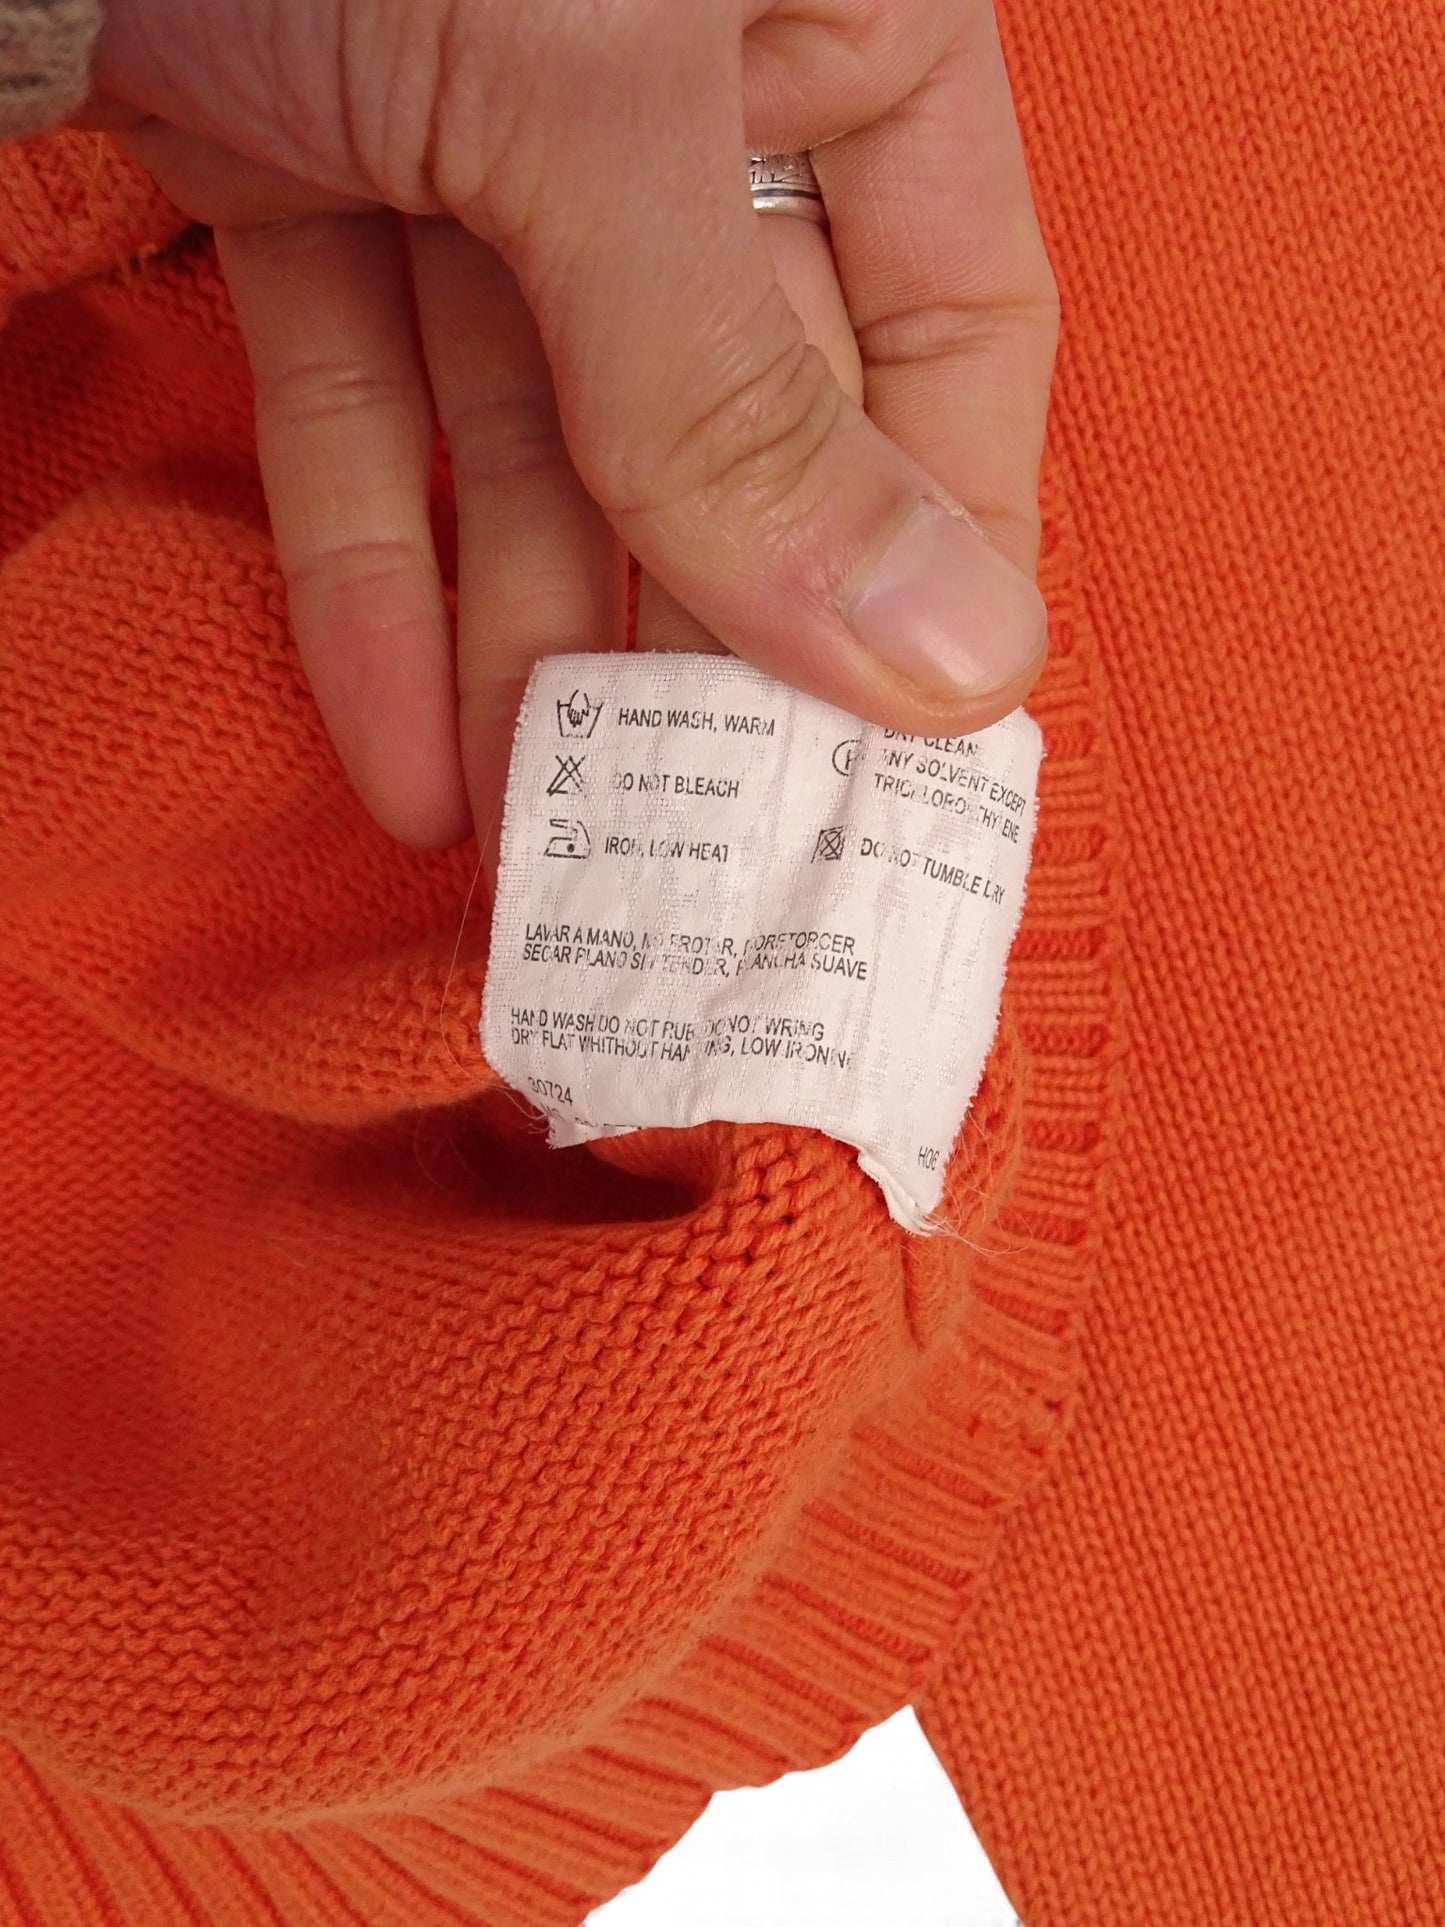 HAND WASH, WARM
DO NOT BLEACH
IRON, LOW HEAT
DRY CLEAN
P
ANY SOLVENT EXCEPT
TRICHLOROETHYLENE
DO NOT TUMBLE DRY
LAVAR A MANO, NO FROTAR, NO RETORCER
SECAR PLANO SIN TENDER, PLANCHA SUAVE
HAND WASH DO NOT RUB DO NOT WRING
DRY FLAT WHITHOUT HANGING, LOW IRONING
30724
H06